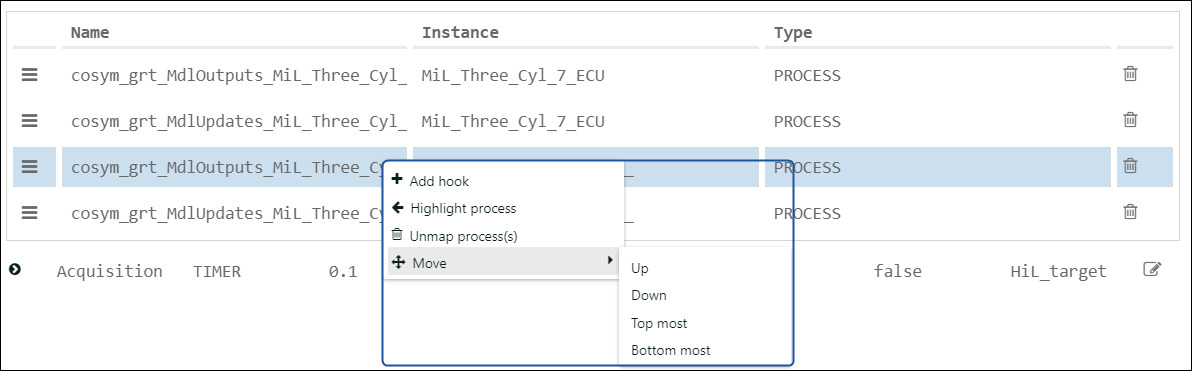 Name Instance Type
cosym_grt_MdlOutputs_MiL_Three_Cyl_ MiL_Three_Cyl_7_ECU PROCESS
cosym_grt_MdlUpdates_MiL_Three_Cyl_ MiL_Three_Cyl_7_ECU PROCESS
cosym_grt_MdlOutputs_MiL_Three_Cy _ PROCESS
Add hook
Highlight process
cosym_grt_MdlUpdates_MiL_Three_Cy _ PROCESS
Unmap process(s)
Move
Acquisition TIMER 0.1 false HiL_target
Up
Down
Top most
Bottom most